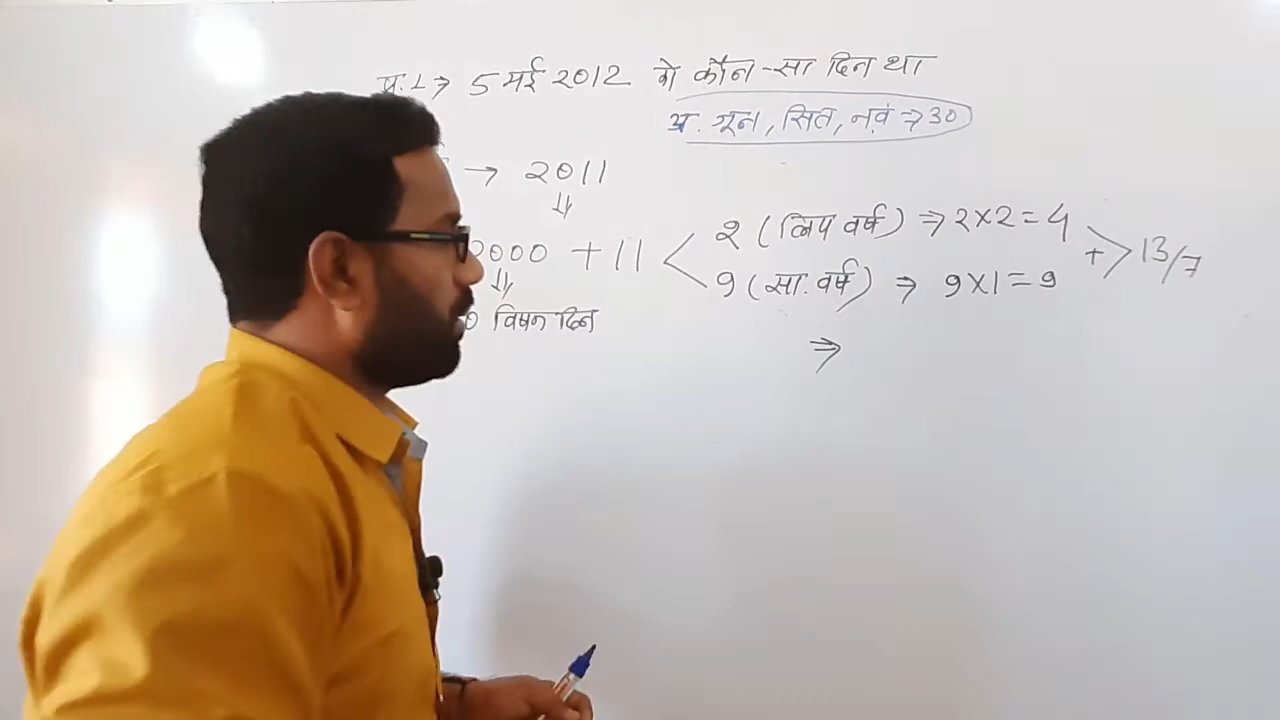 प्र.1 → 5 मई 2012 को कौन-सा दिन था
अ. जून, सित, नवं ⇒ 30
→ 2011
⇓
2000 + 11 < 2 (लिप वर्ष) ⇒ 2×2 = 4
9 (सा. वर्ष) ⇒ 9×1 = 9
+ > 13/7
⇓
0 विषम दिन
⇒